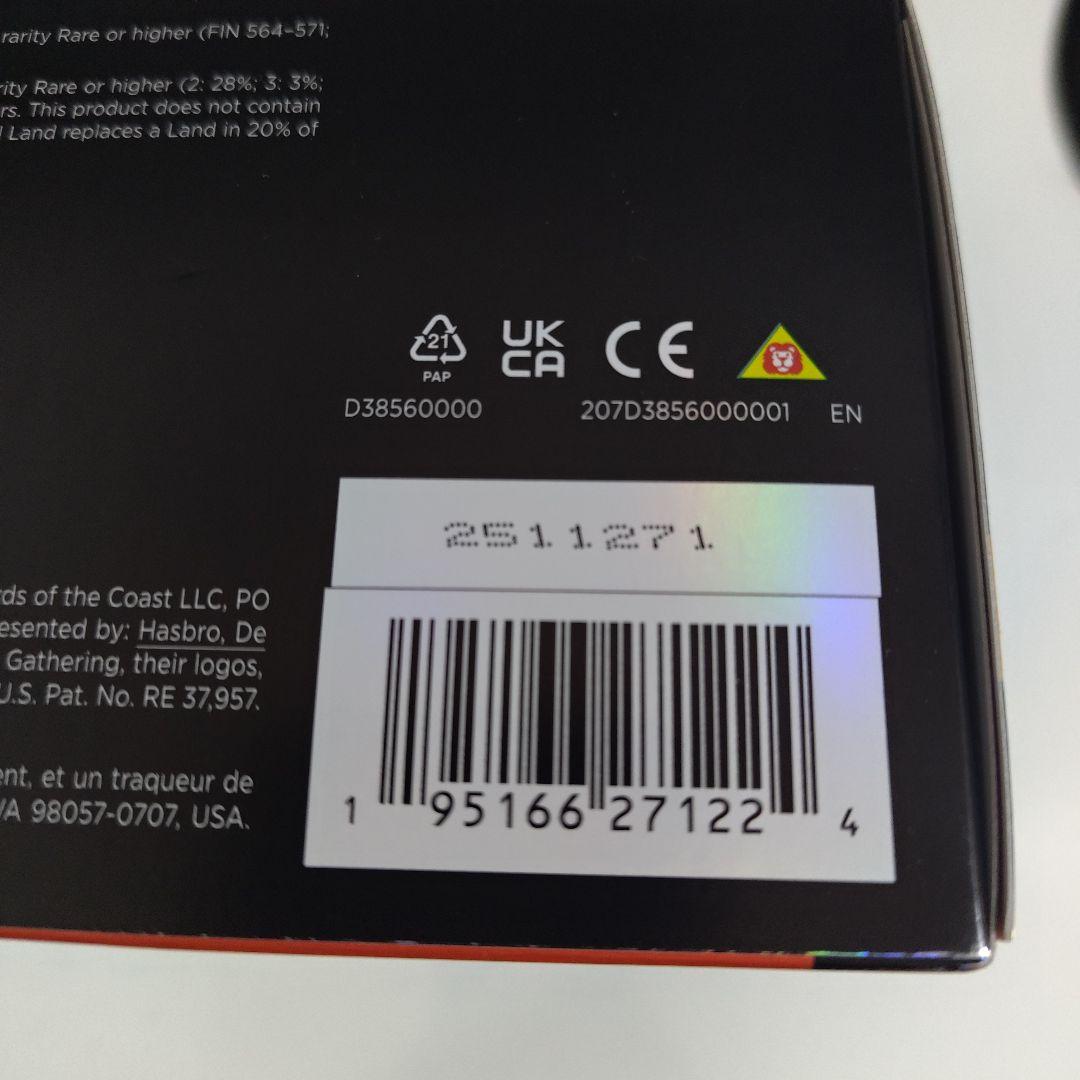 rarity Rare or higher (FIN 564–571;
rity Rare or higher (2: 28%; 3: 3%;
rs. This product does not contain
l Land replaces a Land in 20% of
21
PAP
UK
CA
CE
D38560000 207D3856000001 EN
2511271
rds of the Coast LLC, PO
esented by: Hasbro, De
Gathering, their logos,
U.S. Pat. No. RE 37,957.
ent, et un traqueur de
VA 98057-0707, USA.
1 95166 27122 4